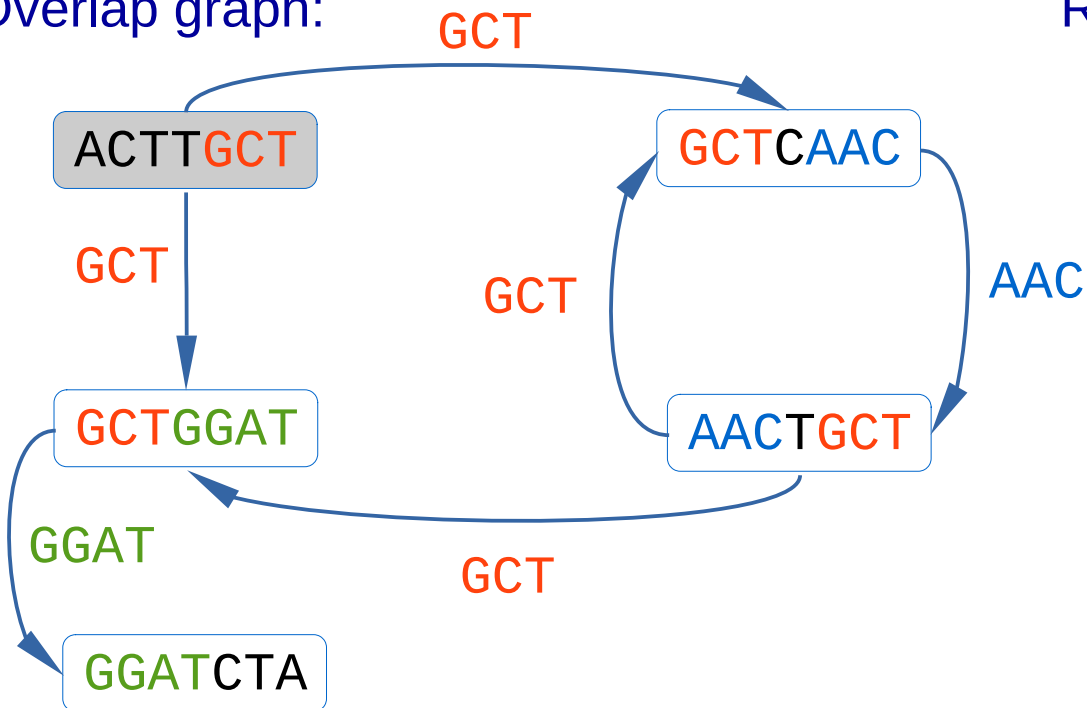 Overlap graph:
R
GCT
ACTTGCT
GCTCAAC
GCT
GCT
AAC
GCTGGAT
AACTGCT
GGAT
GCT
GGATCTA